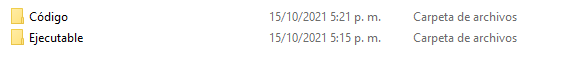 Código 15/10/2021 5:21 p. m. Carpeta de archivos
Ejecutable 15/10/2021 5:15 p. m. Carpeta de archivos